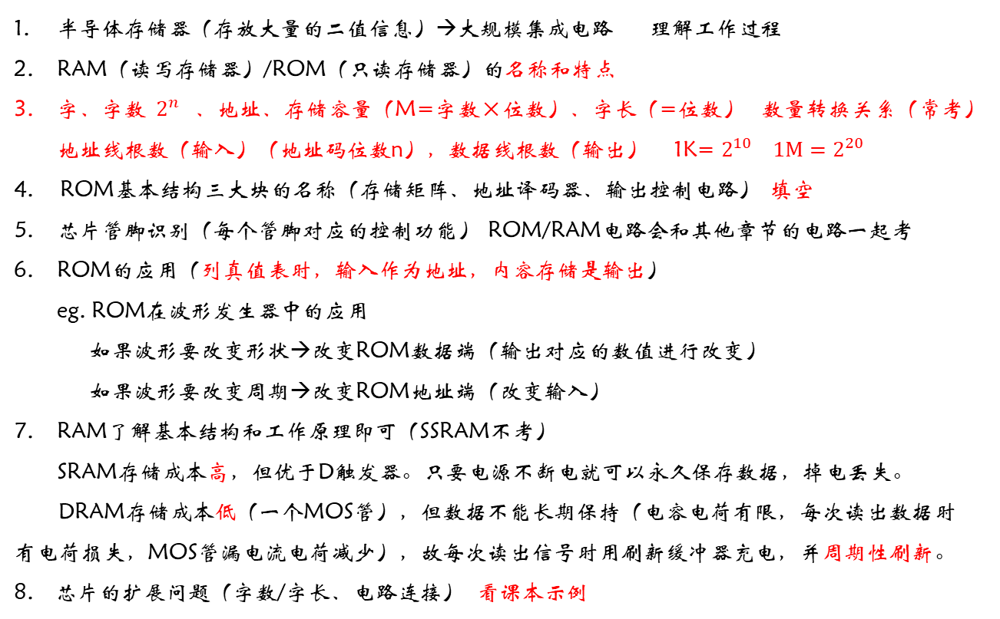 1. 半导体存储器（存放大量的二值信息）→大规模集成电路 理解工作过程
2. RAM（读写存储器）/ROM（只读存储器）的名称和特点
3. 字、字数 2ⁿ 、地址、存储容量（M=字数×位数）、字长（=位数） 数量转换关系（常考）
地址线根数（输入）（地址码位数n），数据线根数（输出） 1K= 2¹⁰ 1M = 2²⁰
4. ROM基本结构三大块的名称（存储矩阵、地址译码器、输出控制电路） 填空
5. 芯片管脚识别（每个管脚对应的控制功能） ROM/RAM电路会和其他章节的电路一起考
6. ROM的应用（列真值表时，输入作为地址，内容存储是输出）
eg. ROM在波形发生器中的应用
如果波形要改变形状→改变ROM数据端（输出对应的数值进行改变）
如果波形要改变周期→改变ROM地址端（改变输入）
7. RAM了解基本结构和工作原理即可（SSRAM不考）
SRAM存储成本高，但优于D触发器。只要电源不断电就可以永久保存数据，掉电丢失。
DRAM存储成本低（一个MOS管），但数据不能长期保持（电容电荷有限，每次读出数据时
有电荷损失，MOS管漏电流电荷减少），故每次读出信号时用刷新缓冲器充电，并周期性刷新。
8. 芯片的扩展问题（字数/字长、电路连接） 看课本示例